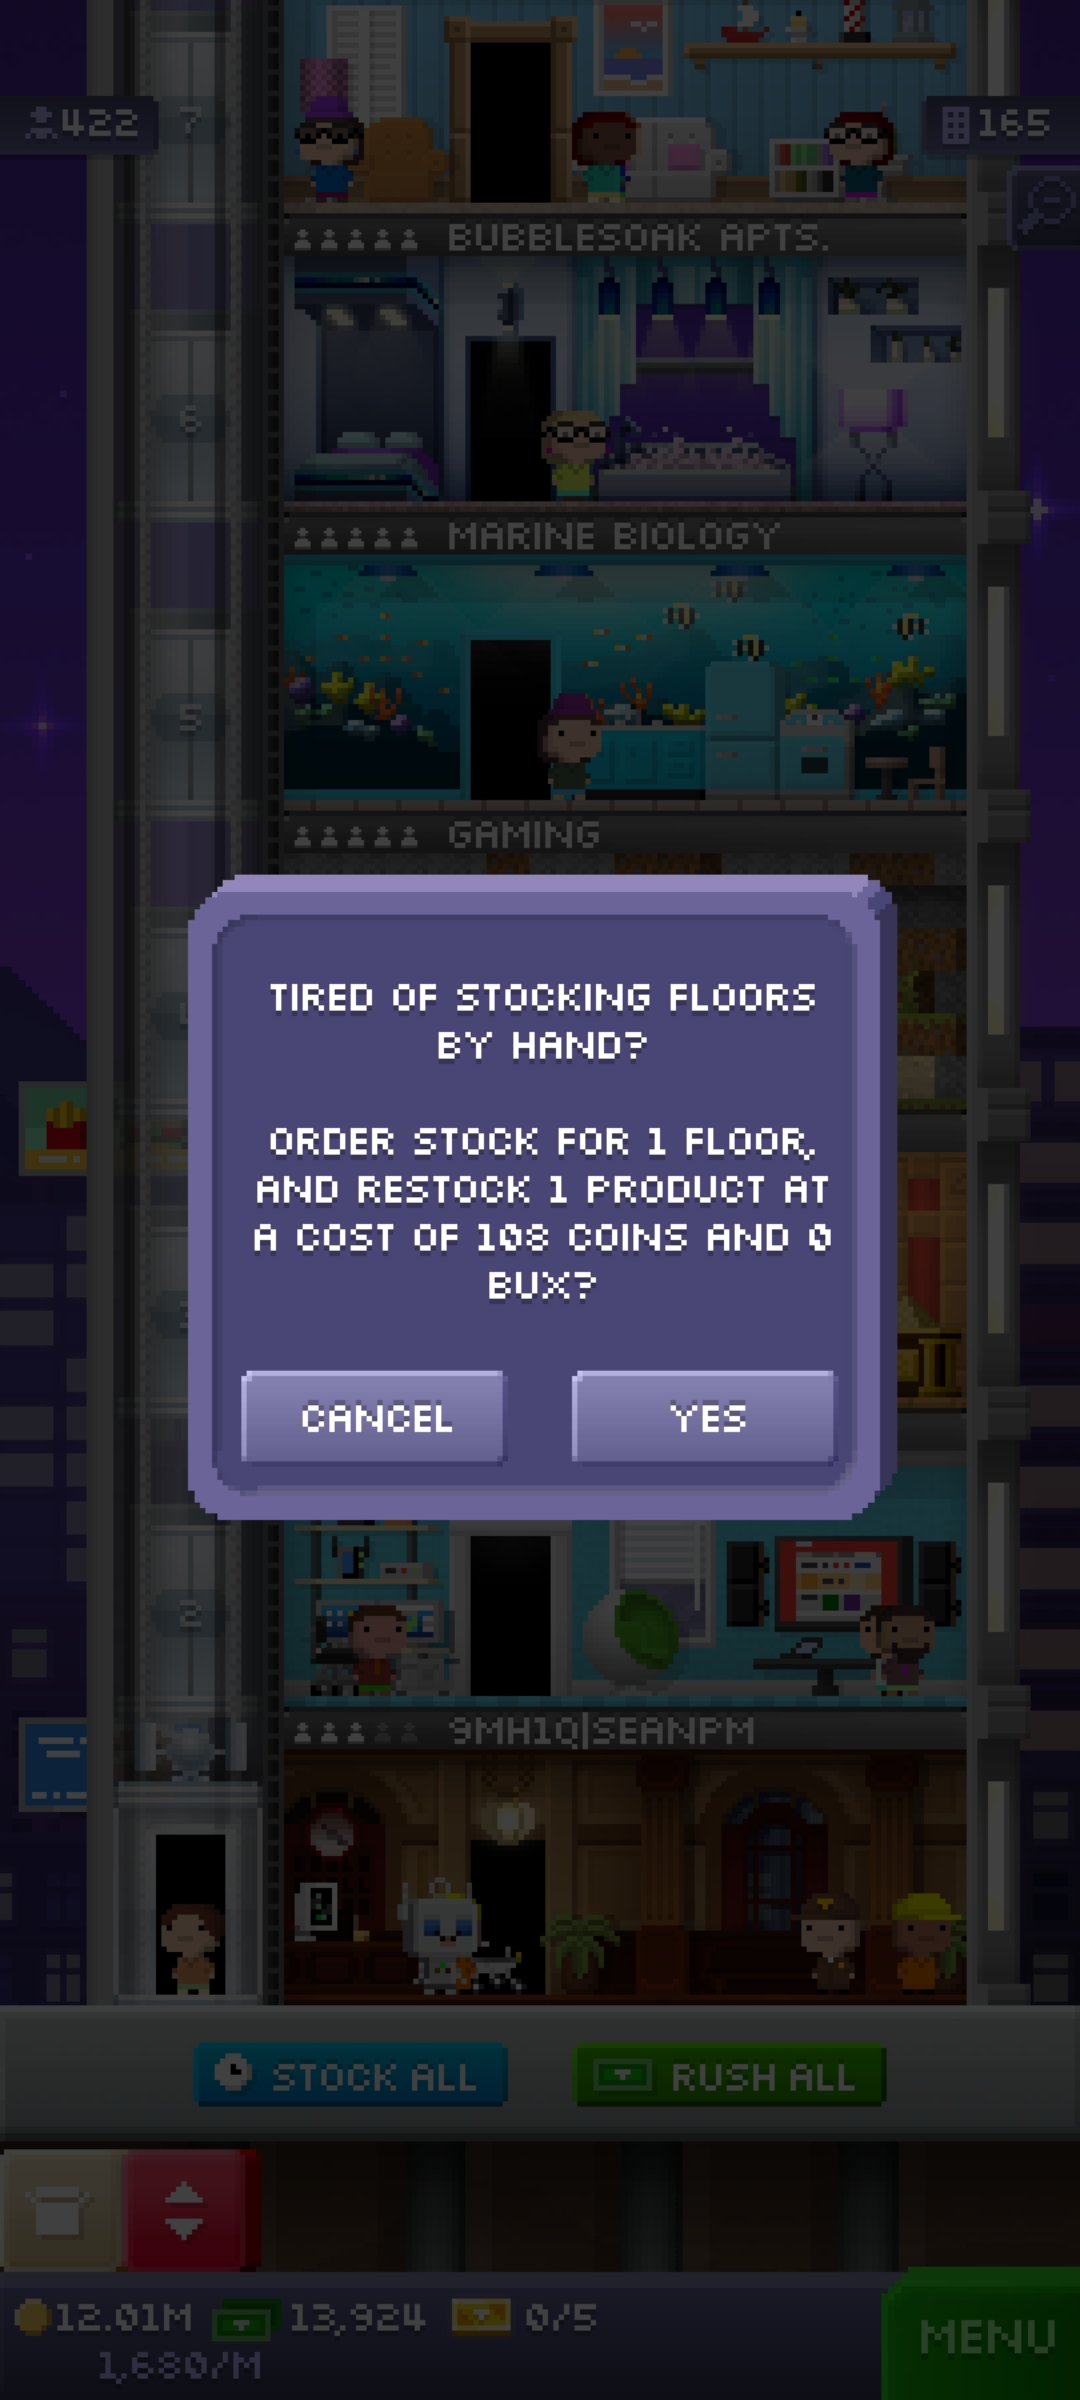 422
7
165
BUBBLESOAK APTS.
6
MARINE BIOLOGY
5
GAMING
TIRED OF STOCKING FLOORS
BY HAND?
ORDER STOCK FOR 1 FLOOR,
AND RESTOCK 1 PRODUCT AT
A COST OF 108 COINS AND 0
BUX?
CANCEL
YES
2
9MH1Q|SEANPM
STOCK ALL
RUSH ALL
12.01M
13,924
0/5
1,680/M
MENU